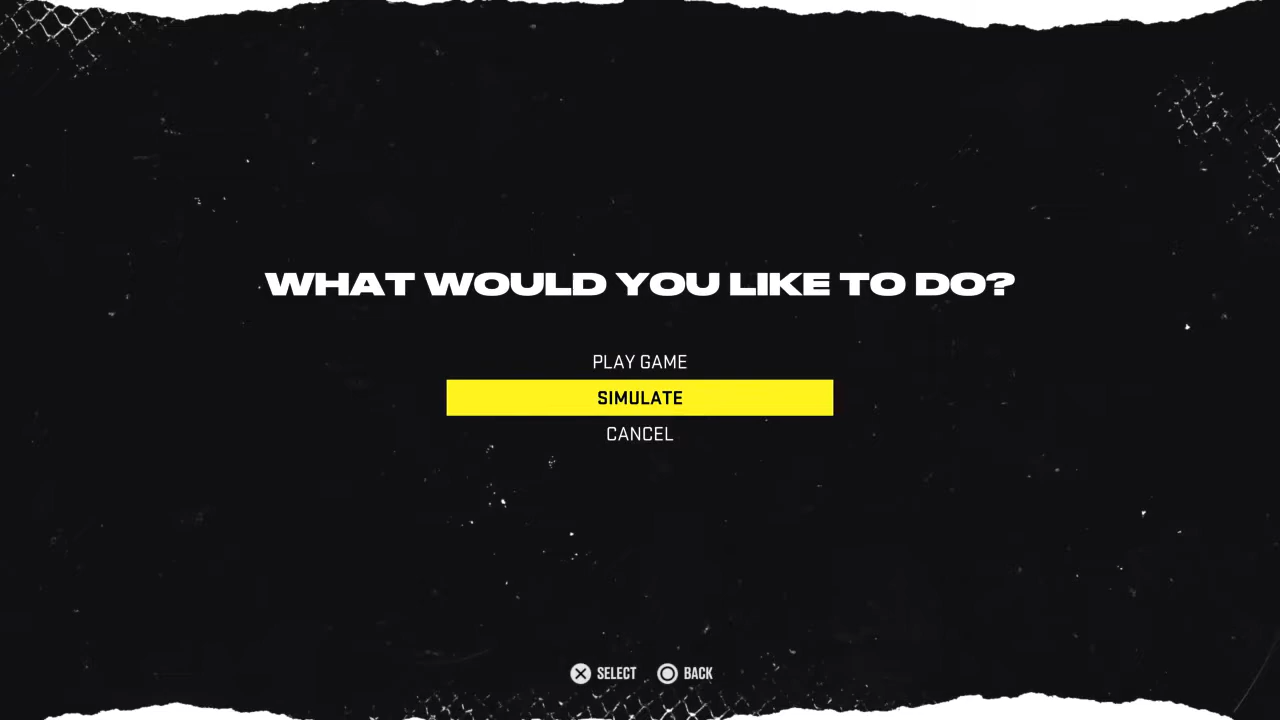 WHAT WOULD YOU LIKE TO DO?
PLAY GAME
SIMULATE
CANCEL
SELECT BACK